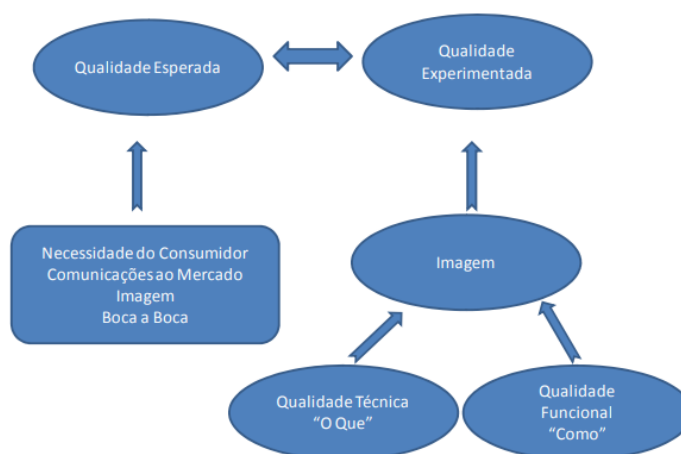 Qualidade Esperada
Qualidade
Experimentada
Necessidade do Consumidor
Comunicações ao Mercado
Imagem
Boca a Boca
Imagem
Qualidade Técnica
“O Que”
Qualidade
Funcional
“Como”